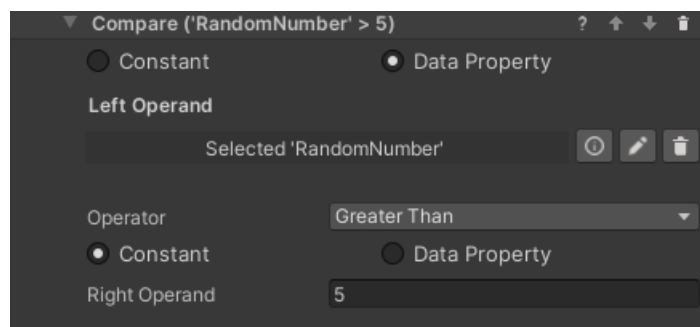 Compare ('RandomNumber' > 5) ?
Constant Data Property
Left Operand
Selected 'RandomNumber'
Operator Greater Than
Constant Data Property
Right Operand 5